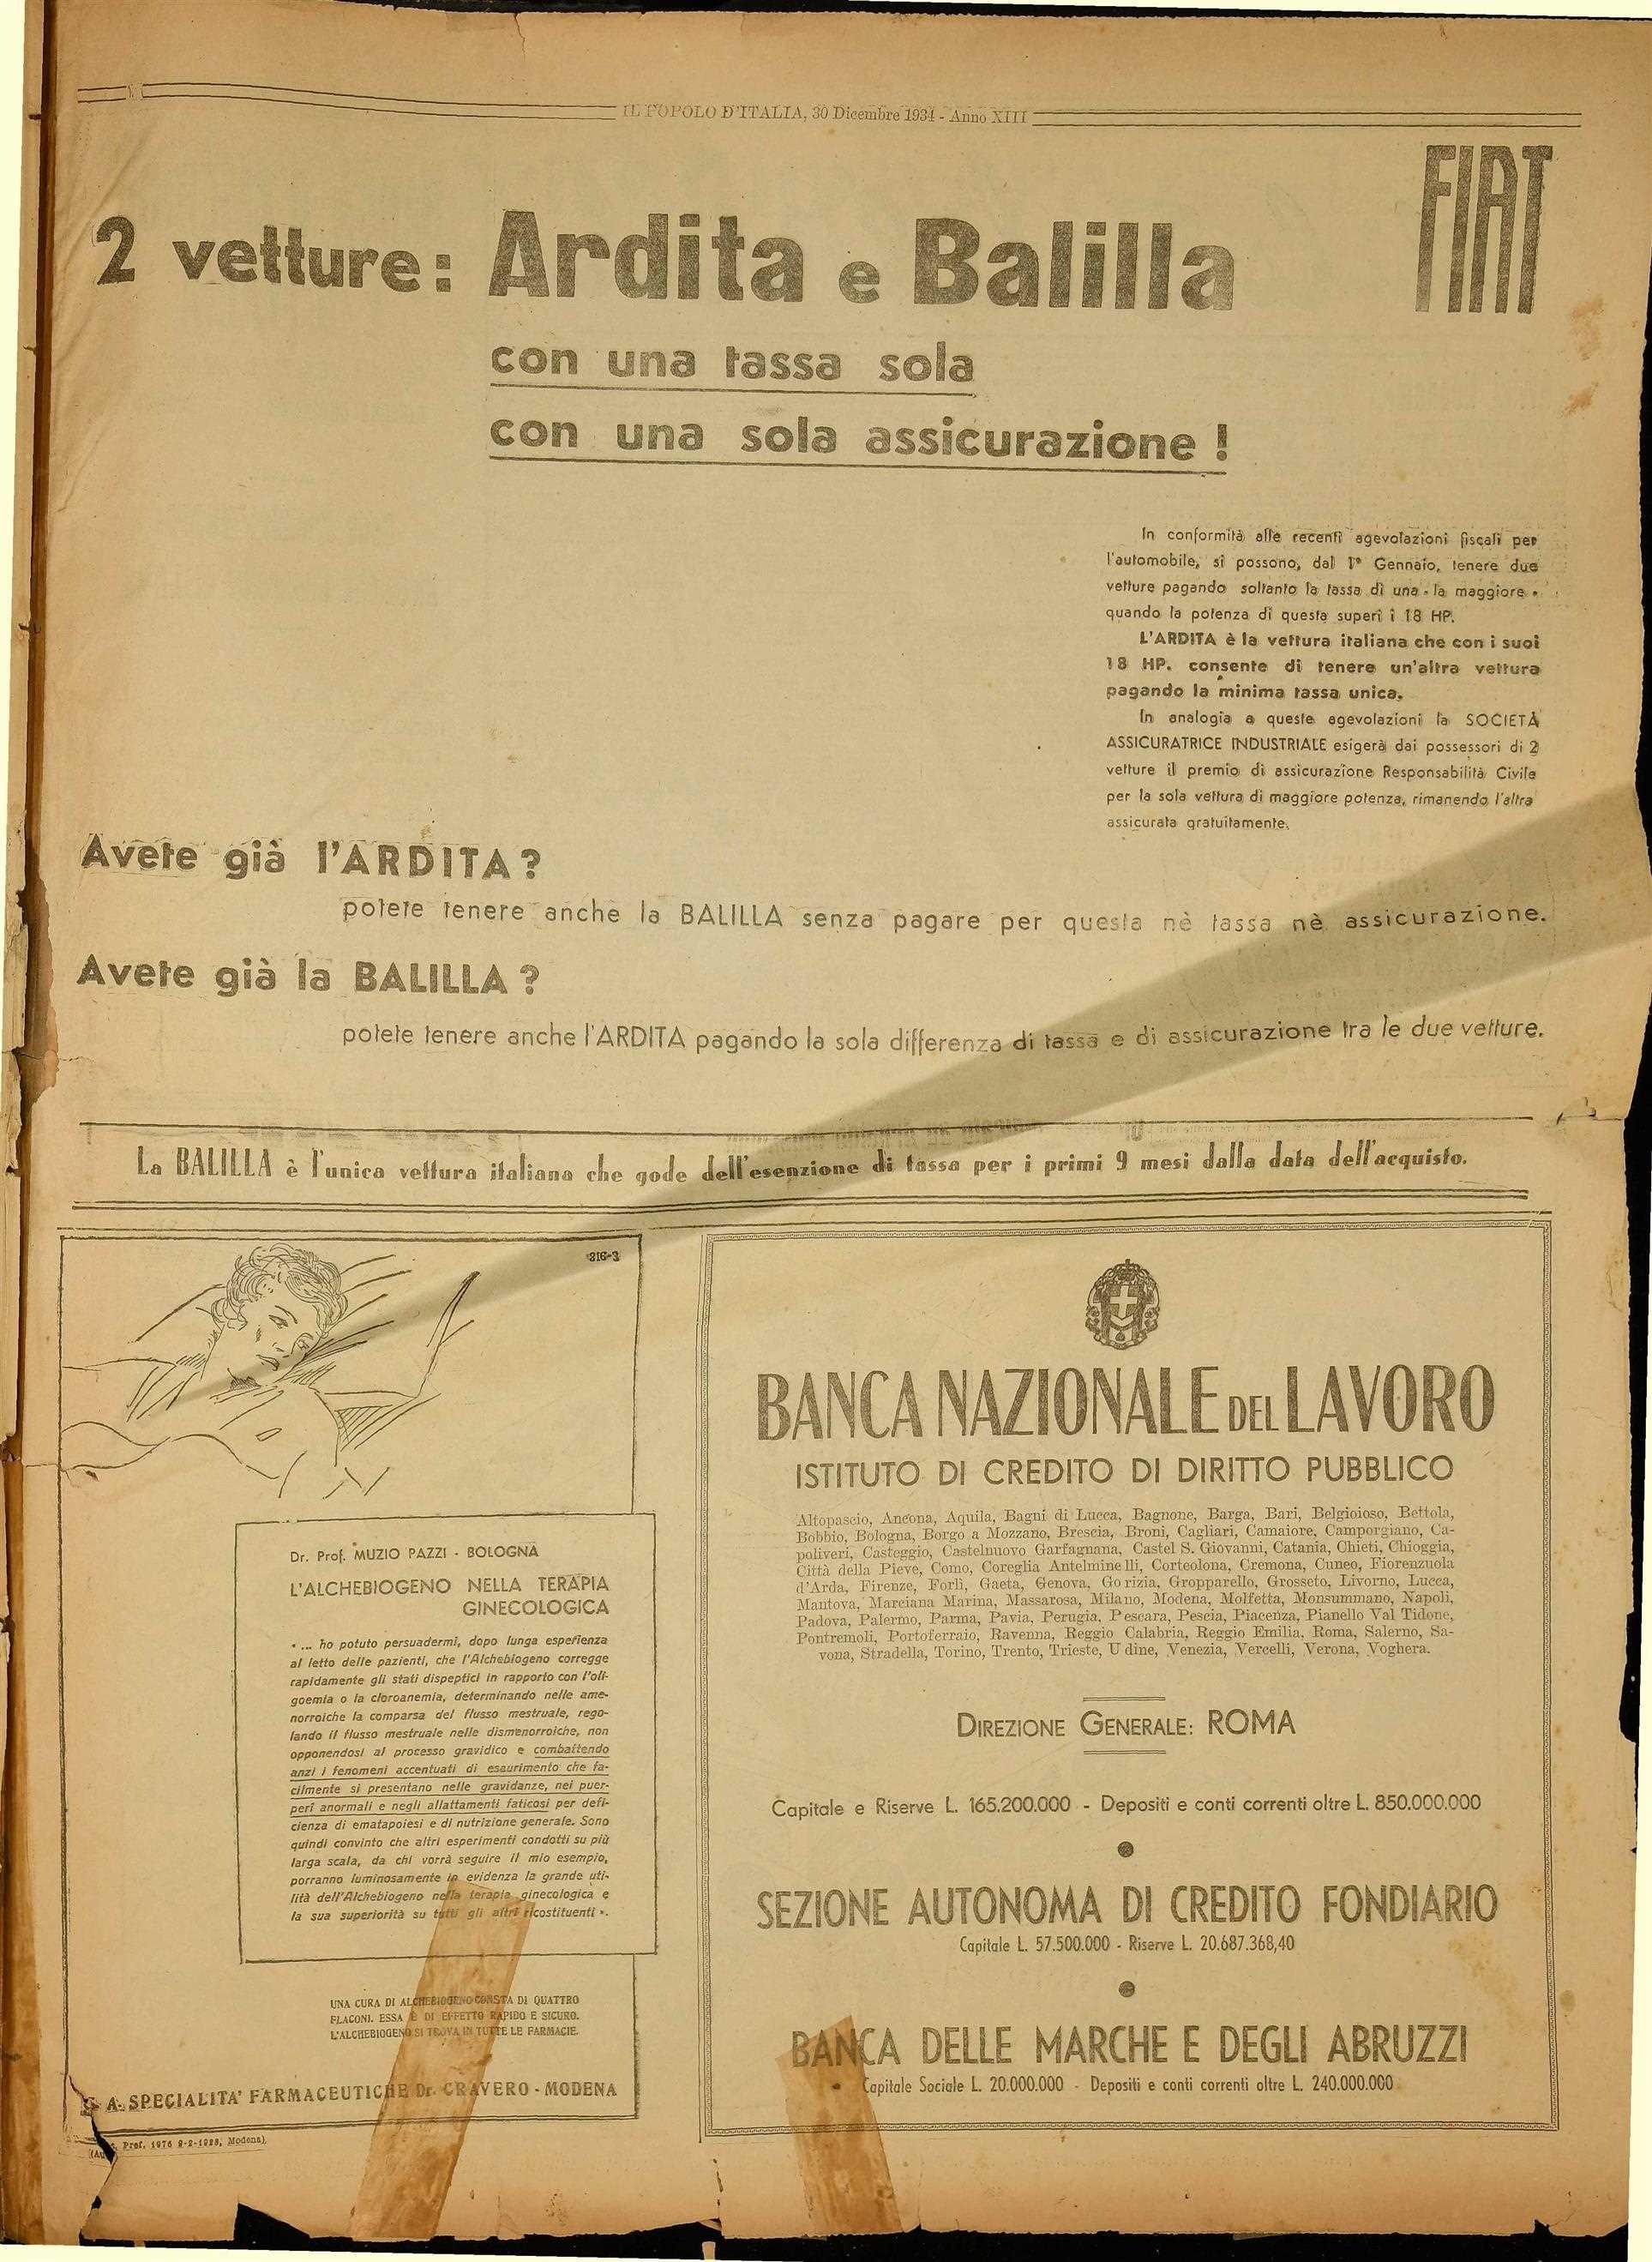 IL POPOLO D'ITALIA, 30 Dicembre 1934 - Anno XIII
FIAT
2 vetture: Ardita e Balilla
con una tassa sola
con una sola assicurazione !
In conformità alle recenti agevolazioni fiscali per
l'automobile, si possono, dal 1° Gennaio, tenere due
vetture pagando soltanto la tassa di una - la maggiore -
quando la potenza di questa superi i 18 HP.
L'ARDITA è la vettura italiana che con i suoi
18 HP. consente di tenere un'altra vettura
pagando la minima tassa unica.
In analogia a queste agevolazioni la SOCIETÀ
ASSICURATRICE INDUSTRIALE esigerà dai possessori di 2
vetture il premio di assicurazione Responsabilità Civile
per la sola vettura di maggiore potenza, rimanendo l'altra
assicurata gratuitamente.
Avete già l'ARDITA?
potete tenere anche la BALILLA senza pagare per questa nè tassa nè assicurazione.
Avete già la BALILLA?
potete tenere anche l'ARDITA pagando la sola differenza di tassa e di assicurazione tra le due vetture.
La BALILLA è l'unica vettura italiana che gode dell'esenzione di tassa per i primi 9 mesi dalla data dell'acquisto.
316-3
Dr. Prof. MUZIO PAZZI - BOLOGNA
L'ALCHEBIOGENO NELLA TERAPIA
GINECOLOGICA
« ... ho potuto persuadermi, dopo lunga esperienza
al letto delle pazienti, che l'Alchebiogeno corregge
rapidamente gli stati dispeptici in rapporto con l'oli-
goemia o la cloroanemia, determinando nelle ame-
norroiche la comparsa del flusso mestruale, rego-
lando il flusso mestruale nelle dismenorroiche, non
opponendosi al processo gravidico e combattendo
anzi i fenomeni accentuati di esaurimento che fa-
cilmente si presentano nelle gravidanze, nei puer-
perî anormali e negli allattamenti faticosi per defi-
cienza di ematapoiesi e di nutrizione generale. Sono
quindi convinto che altri esperimenti condotti su più
larga scala, da chi vorrà seguire il mio esempio,
porranno luminosamente in evidenza la grande uti-
lità dell'Alchebiogeno nella terapia ginecologica e
la sua superiorità su tutti gli altri ricostituenti ».
UNA CURA DI ALCHEBIOGENO CONSTA DI QUATTRO
FLACONI. ESSA È DI EFFETTO RAPIDO E SICURO.
L'ALCHEBIOGENO SI TROVA IN TUTTE LE FARMACIE.
S. A. SPECIALITA' FARMACEUTICHE Dr. CRAVERO - MODENA
Pref. 1976 9-2-1928, Modena).
BANCA NAZIONALE DEL LAVORO
ISTITUTO DI CREDITO DI DIRITTO PUBBLICO
Altopascio, Ancona, Aquila, Bagni di Lucca, Bagnone, Barga, Bari, Belgioioso, Bettola,
Bobbio, Bologna, Borgo a Mozzano, Brescia, Broni, Cagliari, Camaiore, Camporgiano, Ca-
poliveri, Casteggio, Castelnuovo Garfagnana, Castel S. Giovanni, Catania, Chieti, Chioggia,
Città della Pieve, Como, Coreglia Antelminelli, Corteolona, Cremona, Cuneo, Fiorenzuola
d'Arda, Firenze, Forlì, Gaeta, Genova, Gorizia, Gropparello, Grosseto, Livorno, Lucca,
Mantova, Marciana Marina, Massarosa, Milano, Modena, Molfetta, Monsummano, Napoli,
Padova, Palermo, Parma, Pavia, Perugia, Pescara, Pescia, Piacenza, Pianello Val Tidone,
Pontremoli, Portoferraio, Ravenna, Reggio Calabria, Reggio Emilia, Roma, Salerno, Sa-
vona, Stradella, Torino, Trento, Trieste, Udine, Venezia, Vercelli, Verona, Voghera.
DIREZIONE GENERALE: ROMA
Capitale e Riserve L. 165.200.000 - Depositi e conti correnti oltre L. 850.000.000
SEZIONE AUTONOMA DI CREDITO FONDIARIO
Capitale L. 57.500.000 - Riserve L. 20.687.368,40
BANCA DELLE MARCHE E DEGLI ABRUZZI
Capitale Sociale L. 20.000.000 - Depositi e conti correnti oltre L. 240.000.000